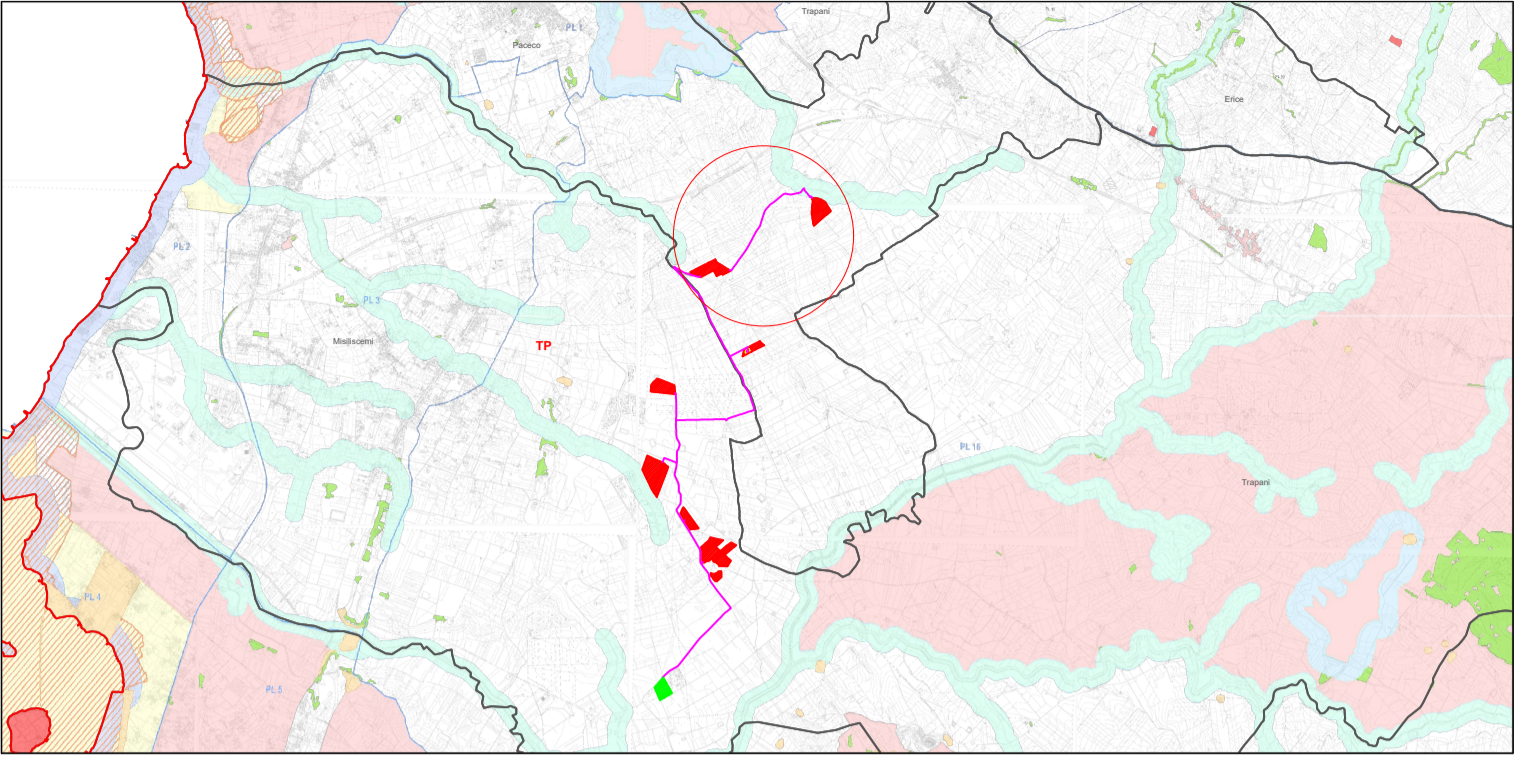 Trapani
PL 1
Paceco
Erice
PL 2
PL 3
Misiliscemi
TP
PL 16
Trapani
PL 4
PL 5